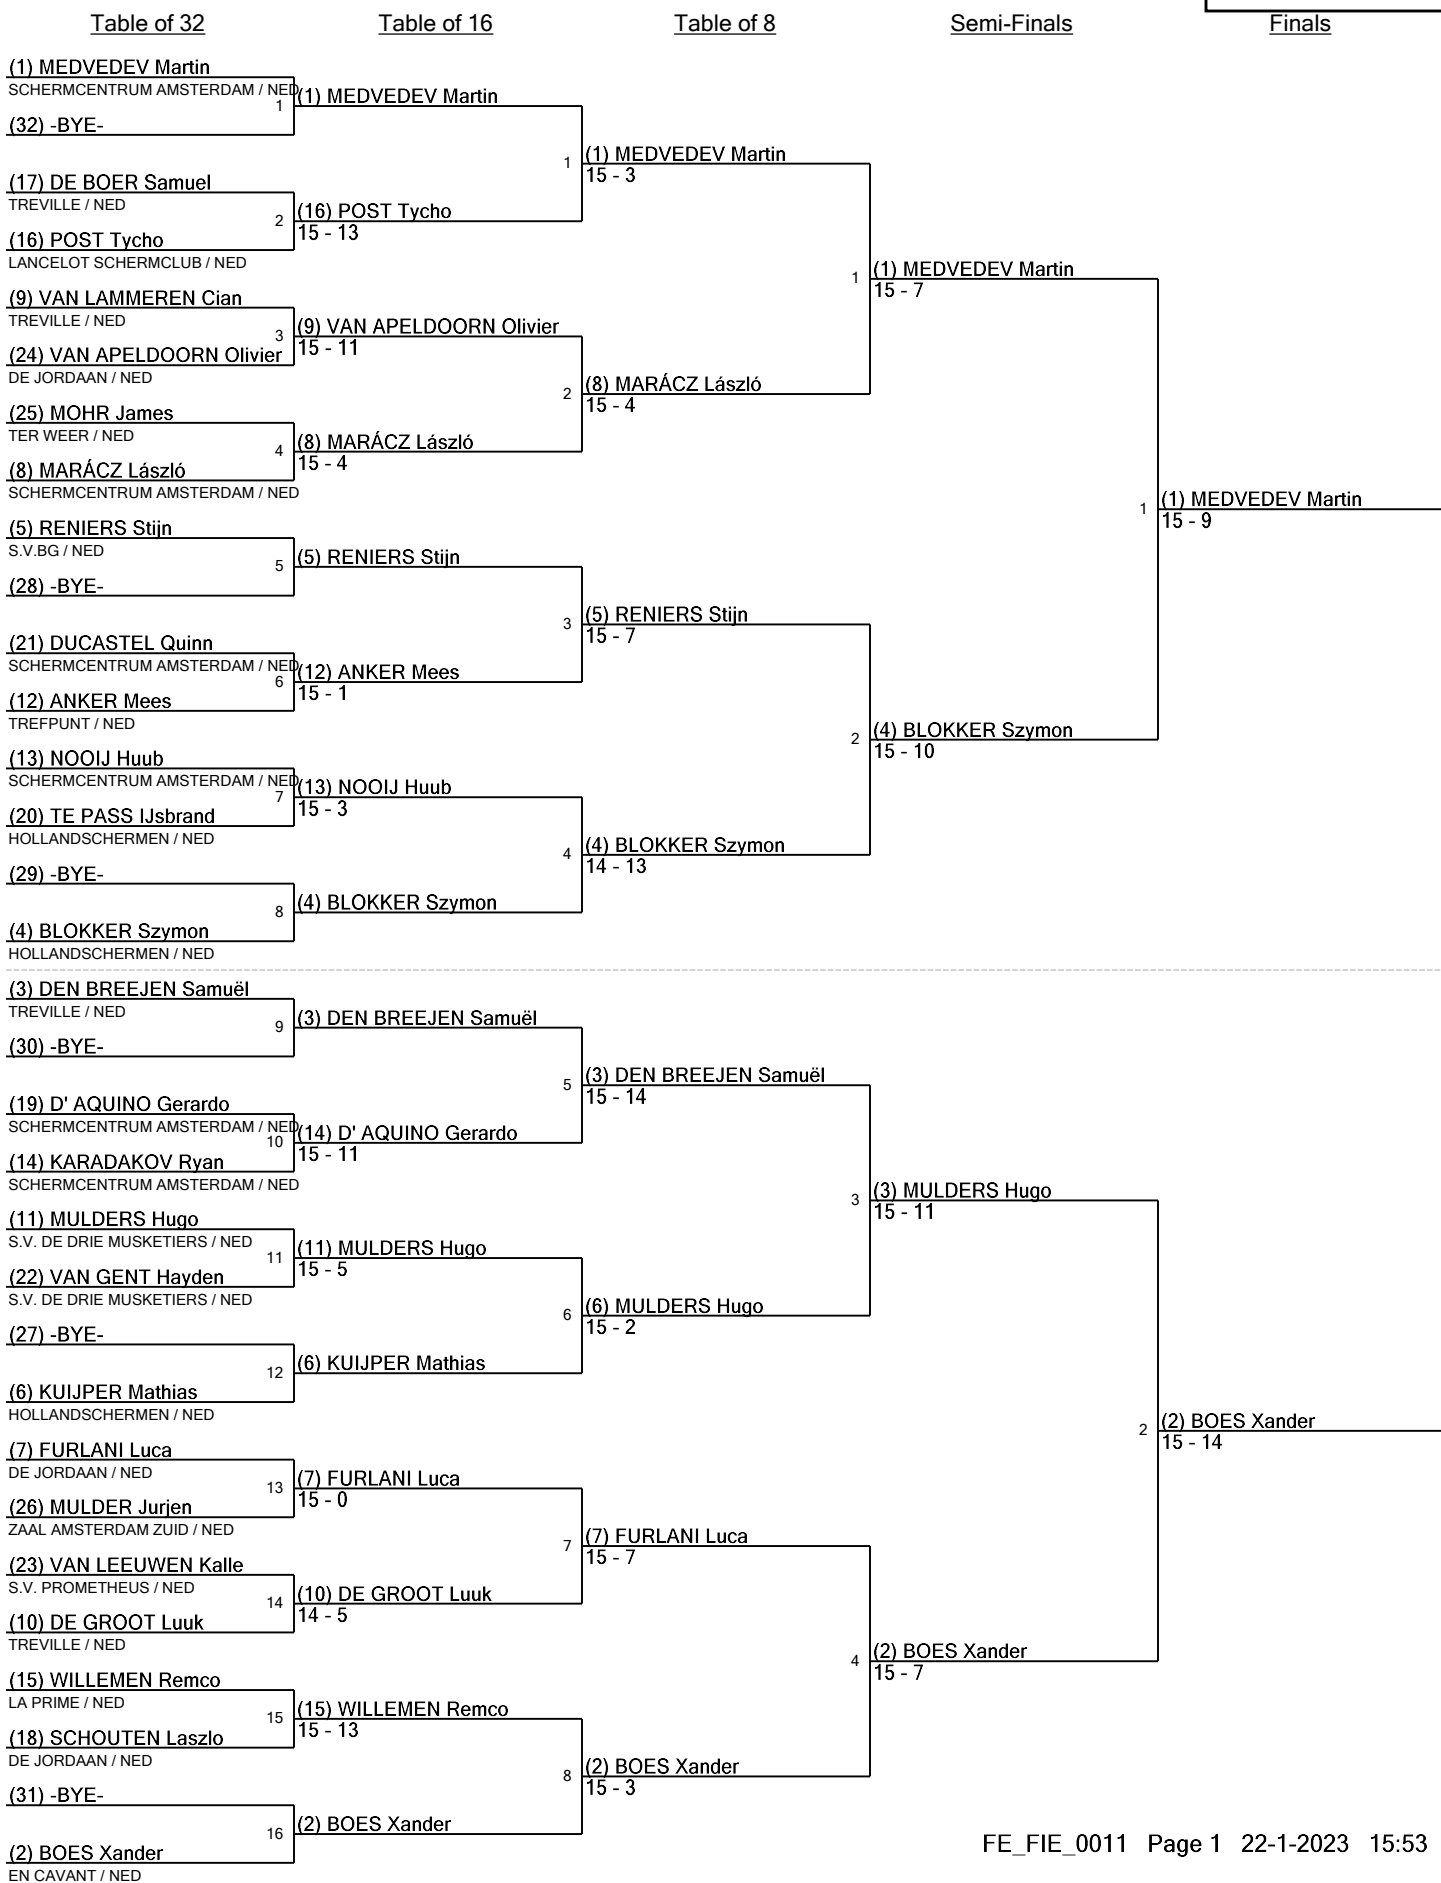 Table of 32 Table of 16 Table of 8 Semi-Finals Finals
(1) MEDVEDEV Martin
SCHERMCENTRUM AMSTERDAM / NED
1
(32) -BYE-
(17) DE BOER Samuel
TREVILLE / NED
2
(16) POST Tycho
LANCELOT SCHERMCLUB / NED
(9) VAN LAMMEREN Cian
TREVILLE / NED
3
(24) VAN APELDOORN Olivier
DE JORDAAN / NED
(25) MOHR James
TER WEER / NED
4
(8) MARÁCZ László
SCHERMCENTRUM AMSTERDAM / NED
(5) RENIERS Stijn
S.V.BG / NED
5
(28) -BYE-
(21) DUCASTEL Quinn
SCHERMCENTRUM AMSTERDAM / NED
6
(12) ANKER Mees
TREFPUNT / NED
(13) NOOIJ Huub
SCHERMCENTRUM AMSTERDAM / NED
7
(20) TE PASS IJsbrand
HOLLANDSCHERMEN / NED
(29) -BYE-
8
(4) BLOKKER Szymon
HOLLANDSCHERMEN / NED
(3) DEN BREEJEN Samuël
TREVILLE / NED
9
(30) -BYE-
(19) D' AQUINO Gerardo
SCHERMCENTRUM AMSTERDAM / NED
10
(14) KARADAKOV Ryan
SCHERMCENTRUM AMSTERDAM / NED
(11) MULDERS Hugo
S.V. DE DRIE MUSKETIERS / NED
11
(22) VAN GENT Hayden
S.V. DE DRIE MUSKETIERS / NED
(27) -BYE-
12
(6) KUIJPER Mathias
HOLLANDSCHERMEN / NED
(7) FURLANI Luca
DE JORDAAN / NED
13
(26) MULDER Jurjen
ZAAL AMSTERDAM ZUID / NED
(23) VAN LEEUWEN Kalle
S.V. PROMETHEUS / NED
14
(10) DE GROOT Luuk
TREVILLE / NED
(15) WILLEMEN Remco
LA PRIME / NED
15
(18) SCHOUTEN Laszlo
DE JORDAAN / NED
(31) -BYE-
16
(2) BOES Xander
EN CAVANT / NED
(1) MEDVEDEV Martin
1
(16) POST Tycho
15 - 13
(9) VAN APELDOORN Olivier
15 - 11
2
(8) MARÁCZ László
15 - 4
(5) RENIERS Stijn
3
(12) ANKER Mees
15 - 1
(13) NOOIJ Huub
15 - 3
4
(4) BLOKKER Szymon
(3) DEN BREEJEN Samuël
5
(14) D' AQUINO Gerardo
15 - 11
(11) MULDERS Hugo
15 - 5
6
(6) KUIJPER Mathias
(7) FURLANI Luca
15 - 0
7
(10) DE GROOT Luuk
14 - 5
(15) WILLEMEN Remco
15 - 13
8
(2) BOES Xander
(1) MEDVEDEV Martin
15 - 3
1
(8) MARÁCZ László
15 - 4
(5) RENIERS Stijn
15 - 7
2
(4) BLOKKER Szymon
14 - 13
(3) DEN BREEJEN Samuël
15 - 14
3
(6) MULDERS Hugo
15 - 2
(7) FURLANI Luca
15 - 7
4
(2) BOES Xander
15 - 3
(1) MEDVEDEV Martin
15 - 7
1
(4) BLOKKER Szymon
15 - 10
(3) MULDERS Hugo
15 - 11
2
(2) BOES Xander
15 - 7
(1) MEDVEDEV Martin
15 - 9
(2) BOES Xander
15 - 14
FE_FIE_0011 Page 1 22-1-2023 15:53